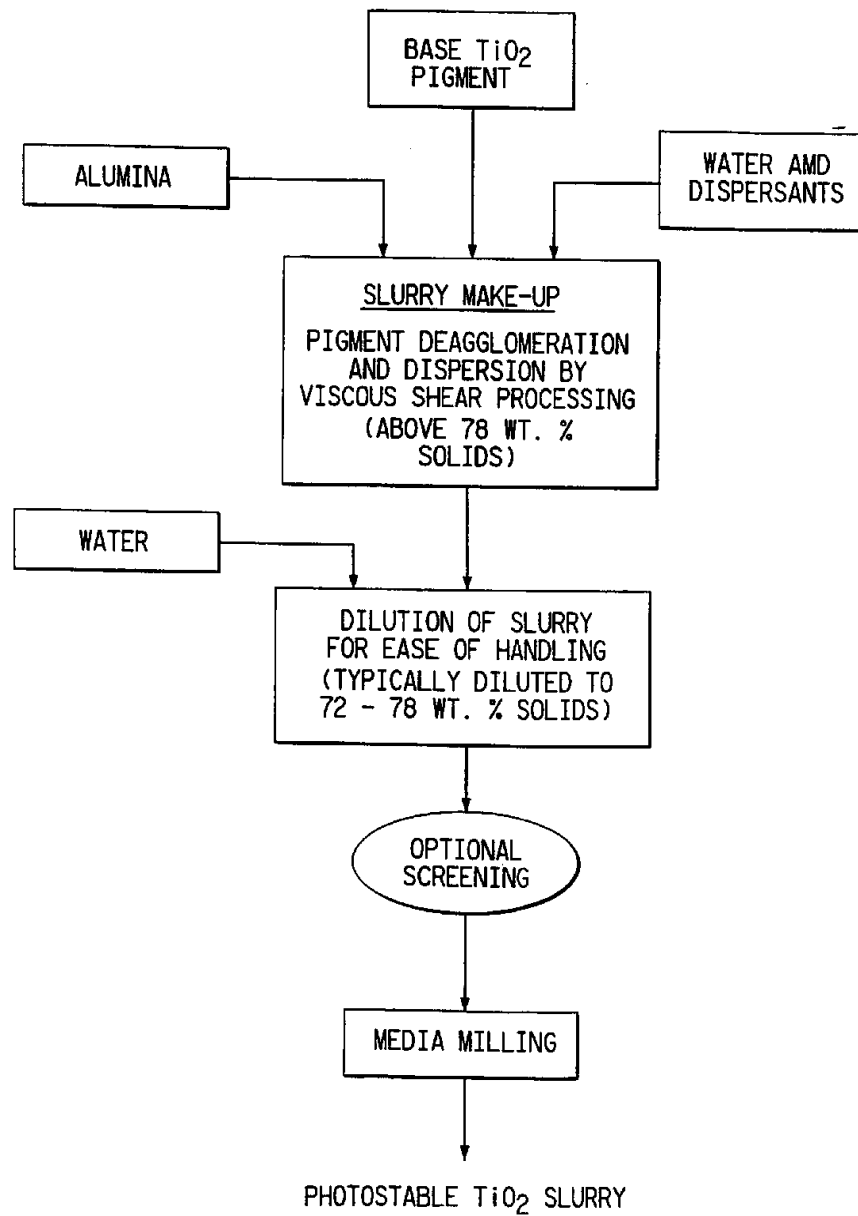 BASE TiO2
PIGMENT
ALUMINA
WATER AMD
DISPERSANTS
SLURRY MAKE-UP
PIGMENT DEAGGLOMERATION
AND DISPERSION BY
VISCOUS SHEAR PROCESSING
(ABOVE 78 WT. %
SOLIDS)
WATER
DILUTION OF SLURRY
FOR EASE OF HANDLING
(TYPICALLY DILUTED TO
72 - 78 WT. % SOLIDS)
OPTIONAL
SCREENING
MEDIA MILLING
PHOTOSTABLE TiO2 SLURRY